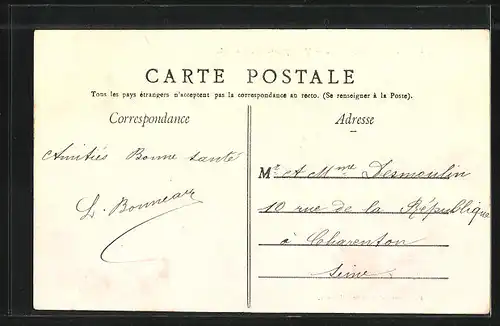 CARTE POSTALE
Tous les pays étrangers n'acceptent pas la correspondance au recto. (Se renseigner à la Poste).
Correspondance
Adresse
Amitiés Bonne santé
L. Bonneau
Mr et Mme Desmoulin
10 rue de la République
à Charenton
Seine